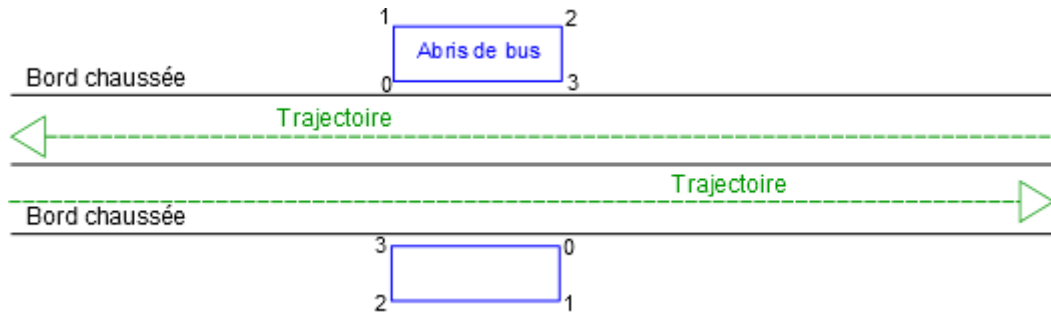 1 2
Abris de bus
0 3
Bord chaussée
Trajectoire
Trajectoire
Bord chaussée
3 0
2 1